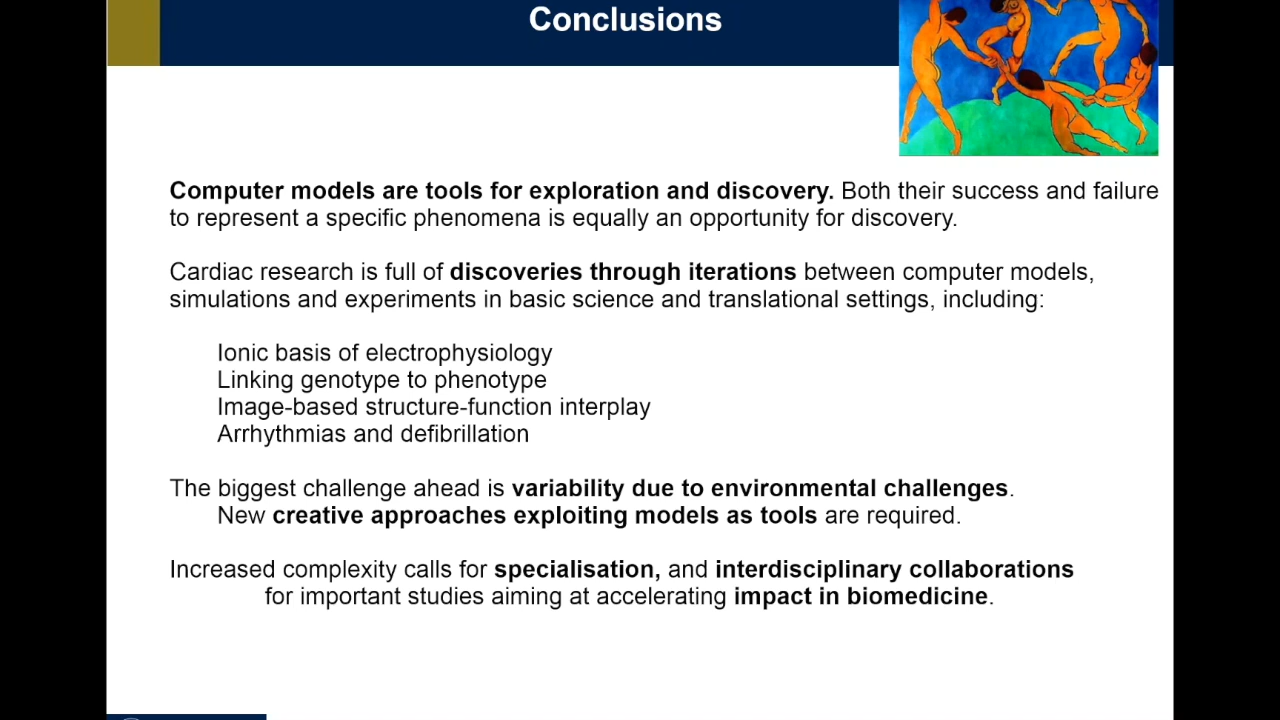 Conclusions
Computer models are tools for exploration and discovery. Both their success and failure
to represent a specific phenomena is equally an opportunity for discovery.
Cardiac research is full of discoveries through iterations between computer models,
simulations and experiments in basic science and translational settings, including:
Ionic basis of electrophysiology
Linking genotype to phenotype
Image-based structure-function interplay
Arrhythmias and defibrillation
The biggest challenge ahead is variability due to environmental challenges.
New creative approaches exploiting models as tools are required.
Increased complexity calls for specialisation, and interdisciplinary collaborations
for important studies aiming at accelerating impact in biomedicine.